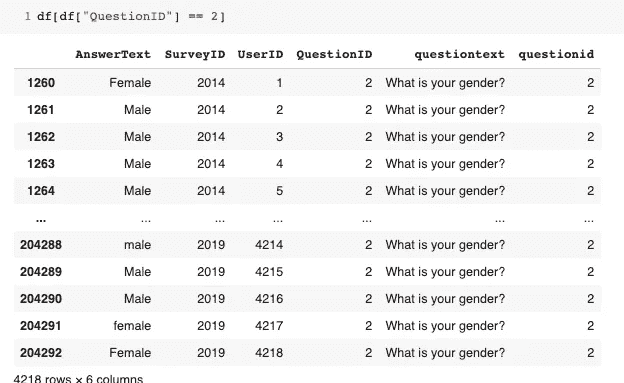 1 df[df["QuestionID"] == 2]
AnswerText SurveyID UserID QuestionID questiontext questionid
1260 Female 2014 1 2 What is your gender? 2
1261 Male 2014 2 2 What is your gender? 2
1262 Male 2014 3 2 What is your gender? 2
1263 Male 2014 4 2 What is your gender? 2
1264 Male 2014 5 2 What is your gender? 2
... ... ... ... ... ... ...
204288 male 2019 4214 2 What is your gender? 2
204289 Male 2019 4215 2 What is your gender? 2
204290 Male 2019 4216 2 What is your gender? 2
204291 female 2019 4217 2 What is your gender? 2
204292 Female 2019 4218 2 What is your gender? 2
4218 rows × 6 columns